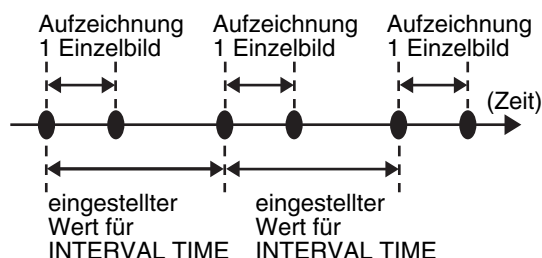 Aufzeichnung
1 Einzelbild
Aufzeichnung
1 Einzelbild
Aufzeichnung
1 Einzelbild
(Zeit)
eingestellter
Wert für
INTERVAL TIME
eingestellter
Wert für
INTERVAL TIME